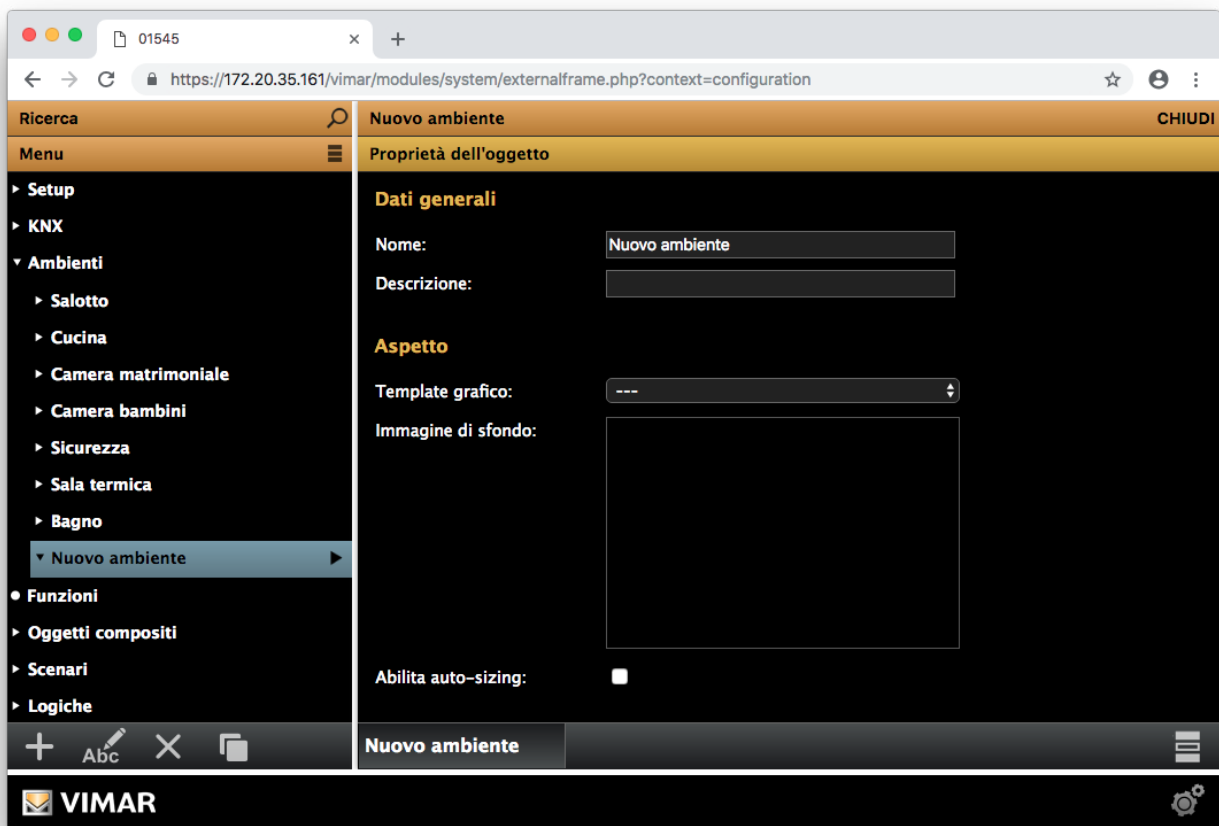 01545
https://172.20.35.161/vimar/modules/system/externalframe.php?context=configuration
Ricerca
Nuovo ambiente
CHIUDI
Menu
Proprietà dell'oggetto
Setup
KNX
Ambienti
Salotto
Cucina
Camera matrimoniale
Camera bambini
Sicurezza
Sala termica
Bagno
Nuovo ambiente
Funzioni
Oggetti compositi
Scenari
Logiche
Dati generali
Nome:
Nuovo ambiente
Descrizione:
Aspetto
Template grafico:
---
Immagine di sfondo:
Abilita auto-sizing:
Abc
Nuovo ambiente
VIMAR